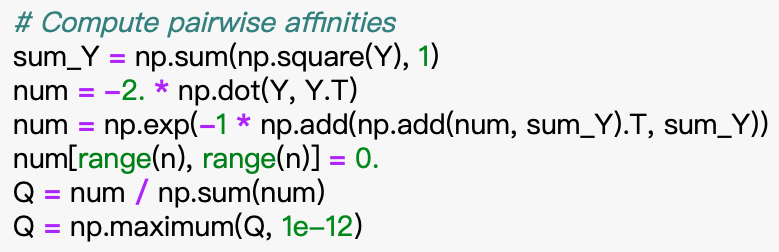 # Compute pairwise affinities
sum_Y = np.sum(np.square(Y), 1)
num = -2. * np.dot(Y, Y.T)
num = np.exp(-1 * np.add(np.add(num, sum_Y).T, sum_Y))
num[range(n), range(n)] = 0.
Q = num / np.sum(num)
Q = np.maximum(Q, 1e-12)